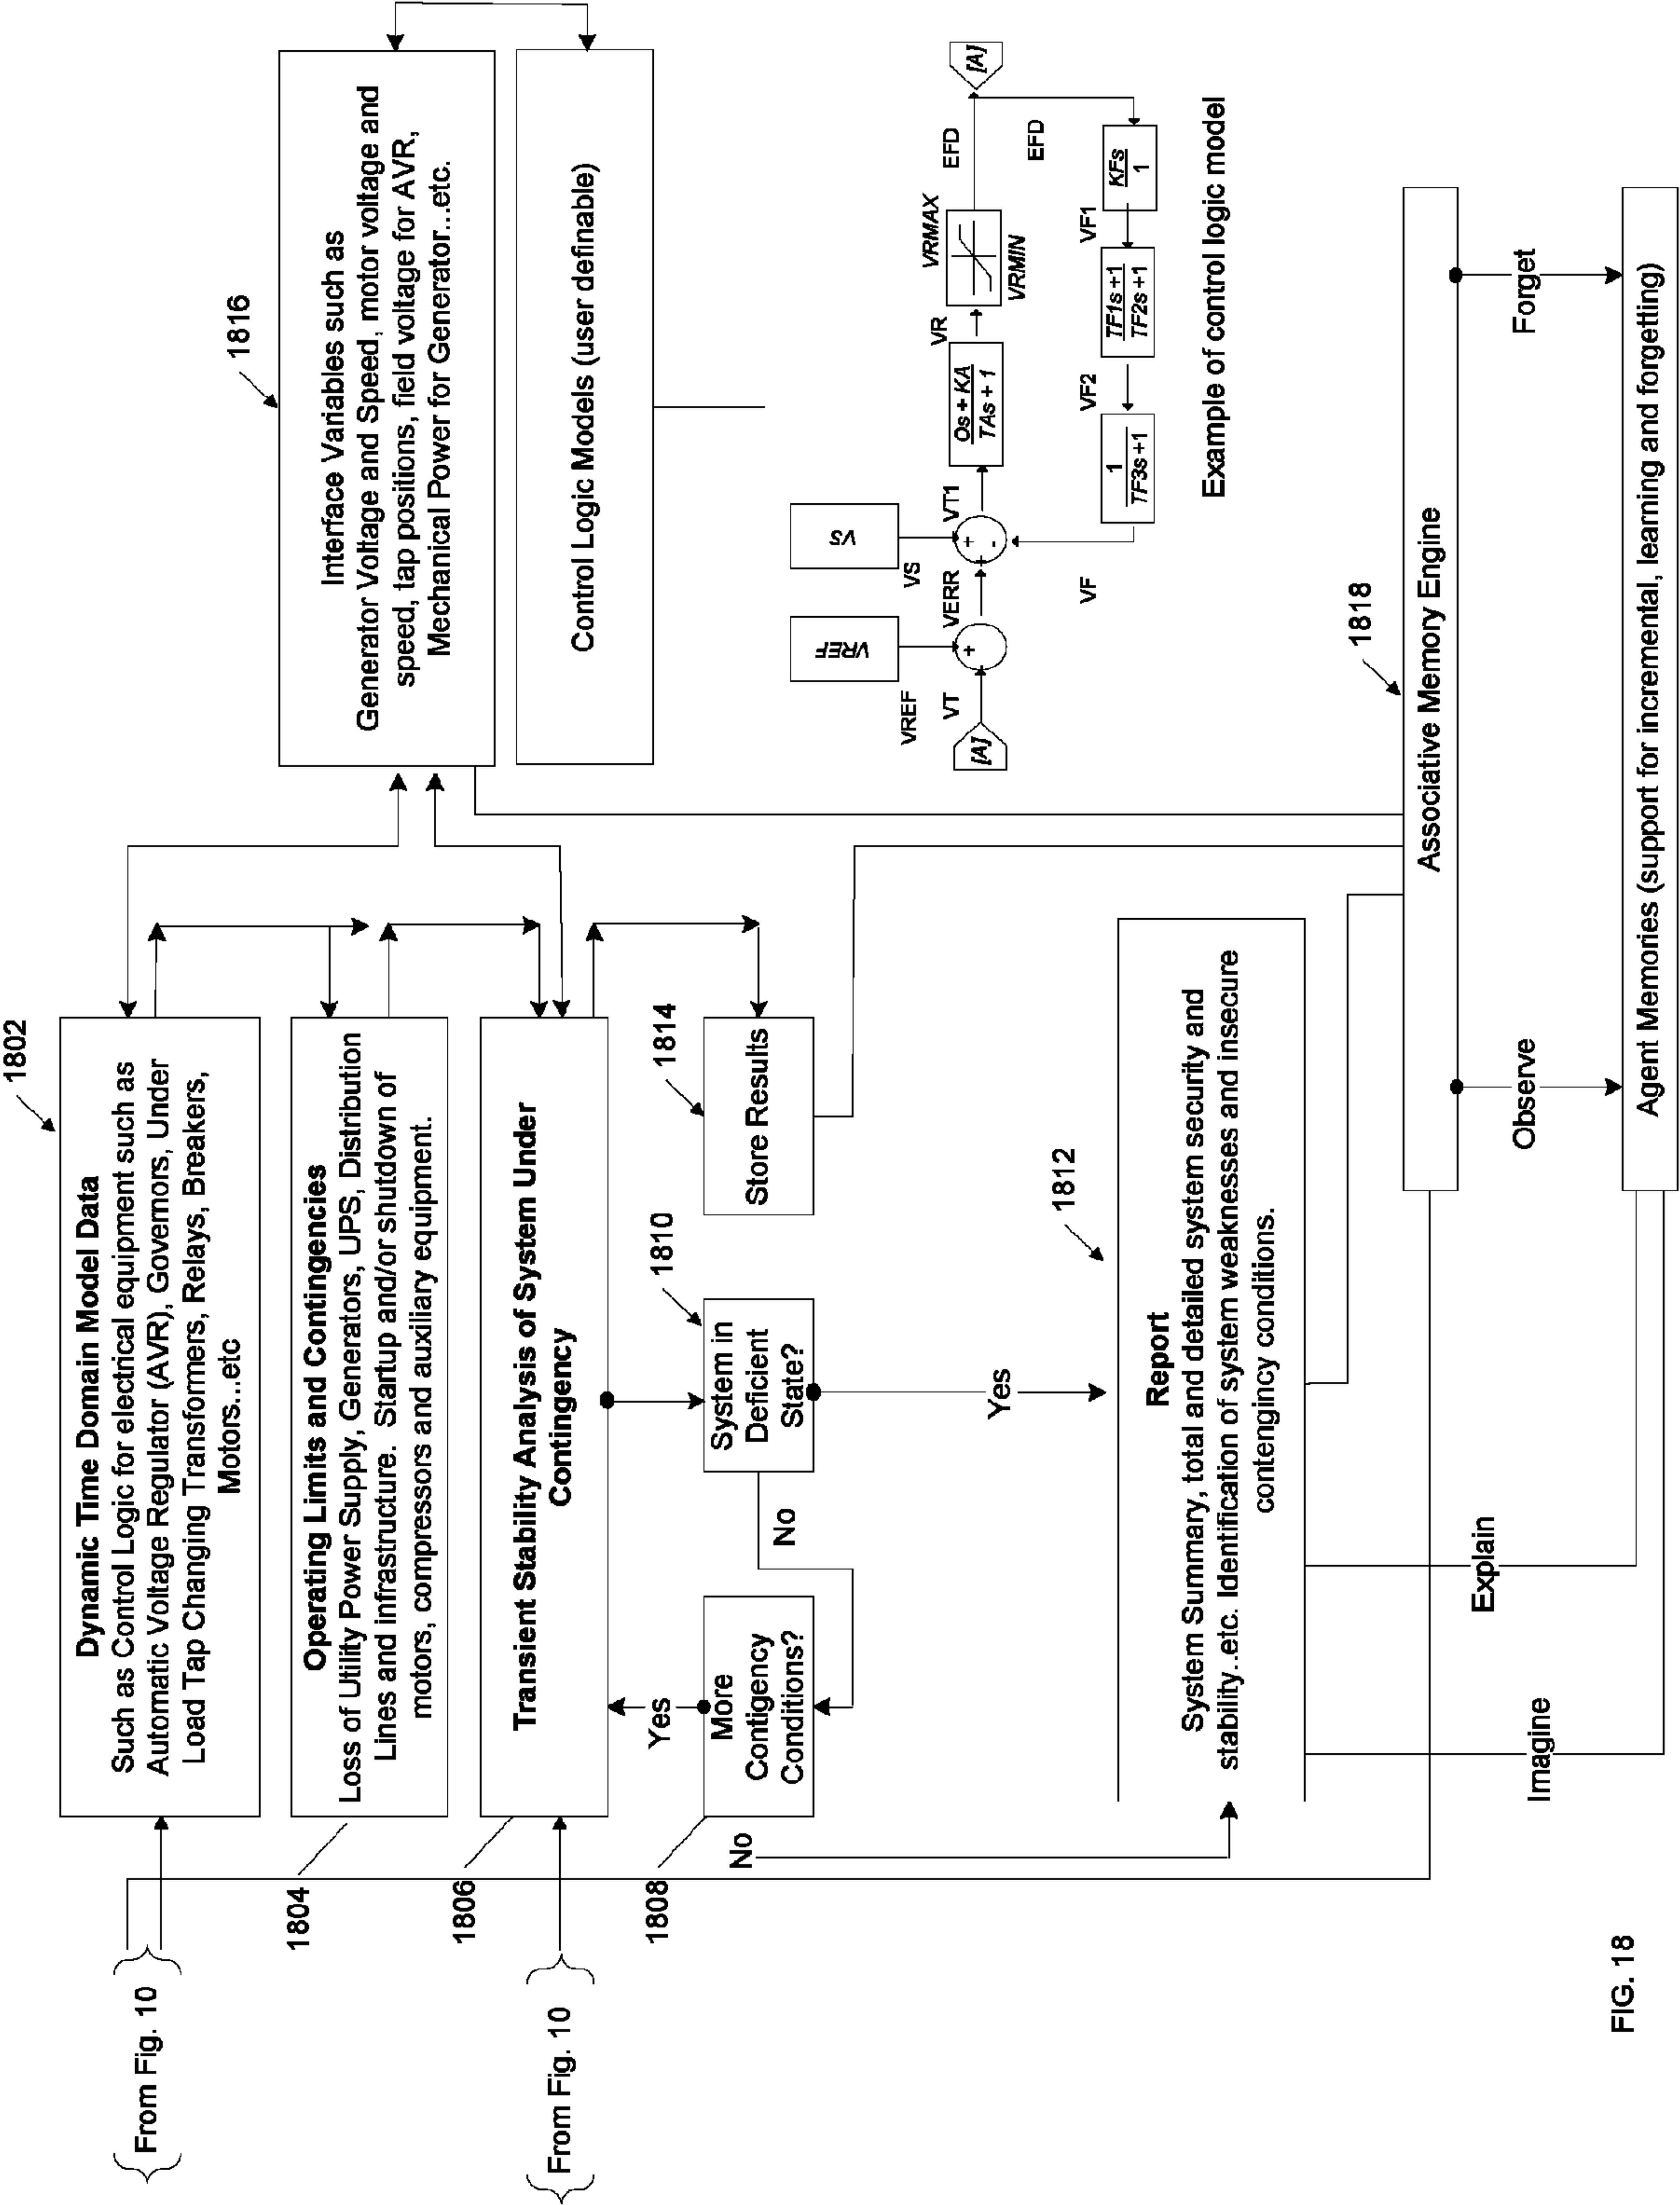 1802
Dynamic Time Domain Model Data
Such as Control Logic for electrical equipment such as
Automatic Voltage Regulator (AVR), Governors, Under
Load Tap Changing Transformers, Relays, Breakers,
Motors...etc
From Fig. 10
1804
Operating Limits and Contingencies
Loss of Utility Power Supply, Generators, UPS, Distribution
Lines and infrastructure. Startup and/or shutdown of
motors, compressors and auxiliary equipment.
1806
Transient Stability Analysis of System Under
Contingency
From Fig. 10
1808
Yes
More
Contigency
Conditions?
No
No
1810
System in
Deficient
State?
Yes
1814
Store Results
1812
Report
System Summary, total and detailed system security and
stability..etc. Identification of system weaknesses and insecure
contengincy conditions.
1816
Interface Variables such as
Generator Voltage and Speed, motor voltage and
speed, tap positions, field voltage for AVR,
Mechanical Power for Generator...etc.
Control Logic Models (user definable)
VREF
VREF
VS
VS
[A]
VT
+
VERR
+
+
-
VT1
Os + KA
TAs + 1
VR
VRMAX
VRMIN
EFD
[A]
EFD
KFs
1
VF1
TF1s +1
TF2s +1
VF2
1
TF3s +1
VF
Example of control logic model
1818
Associative Memory Engine
Imagine
Explain
Observe
Forget
Agent Memories (support for incremental, learning and forgetting)
FIG. 18